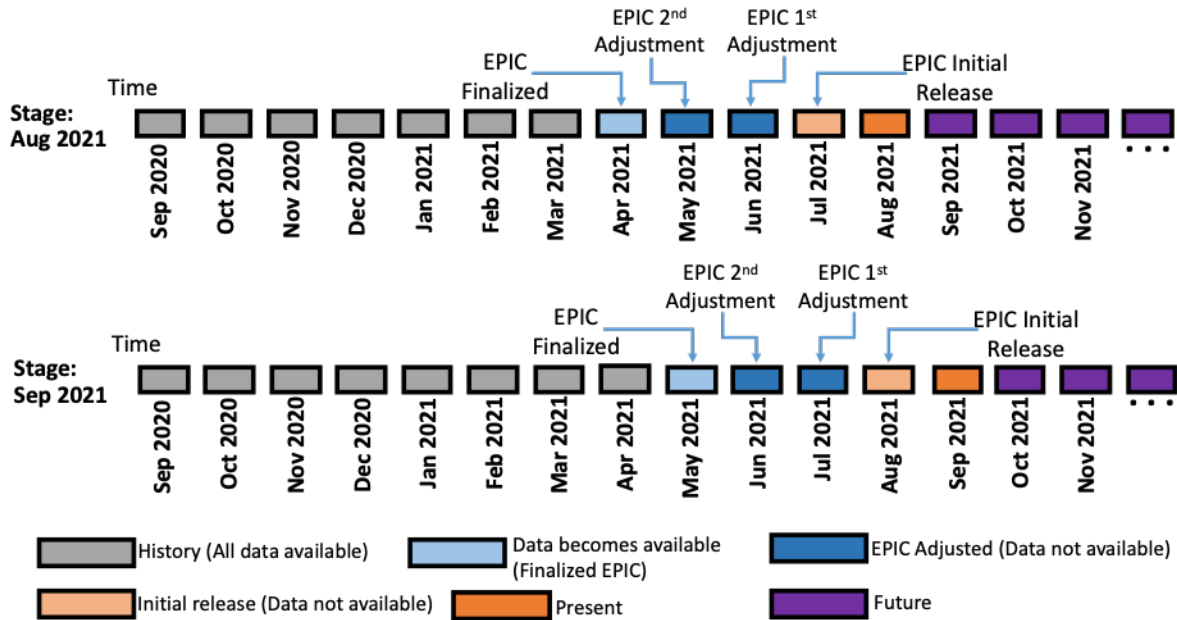 EPIC 2nd
Adjustment
EPIC 1st
Adjustment
EPIC
Finalized
EPIC Initial
Release
Time
Stage:
Aug 2021
Sep 2020
Oct 2020
Nov 2020
Dec 2020
Jan 2021
Feb 2021
Mar 2021
Apr 2021
May 2021
Jun 2021
Jul 2021
Aug 2021
Sep 2021
Oct 2021
Nov 2021
...
EPIC 2nd
Adjustment
EPIC 1st
Adjustment
EPIC
Finalized
EPIC Initial
Release
Time
Stage:
Sep 2021
Sep 2020
Oct 2020
Nov 2020
Dec 2020
Jan 2021
Feb 2021
Mar 2021
Apr 2021
May 2021
Jun 2021
Jul 2021
Aug 2021
Sep 2021
Oct 2021
Nov 2021
...
History (All data available)
Data becomes available
(Finalized EPIC)
EPIC Adjusted (Data not available)
Initial release (Data not available)
Present
Future